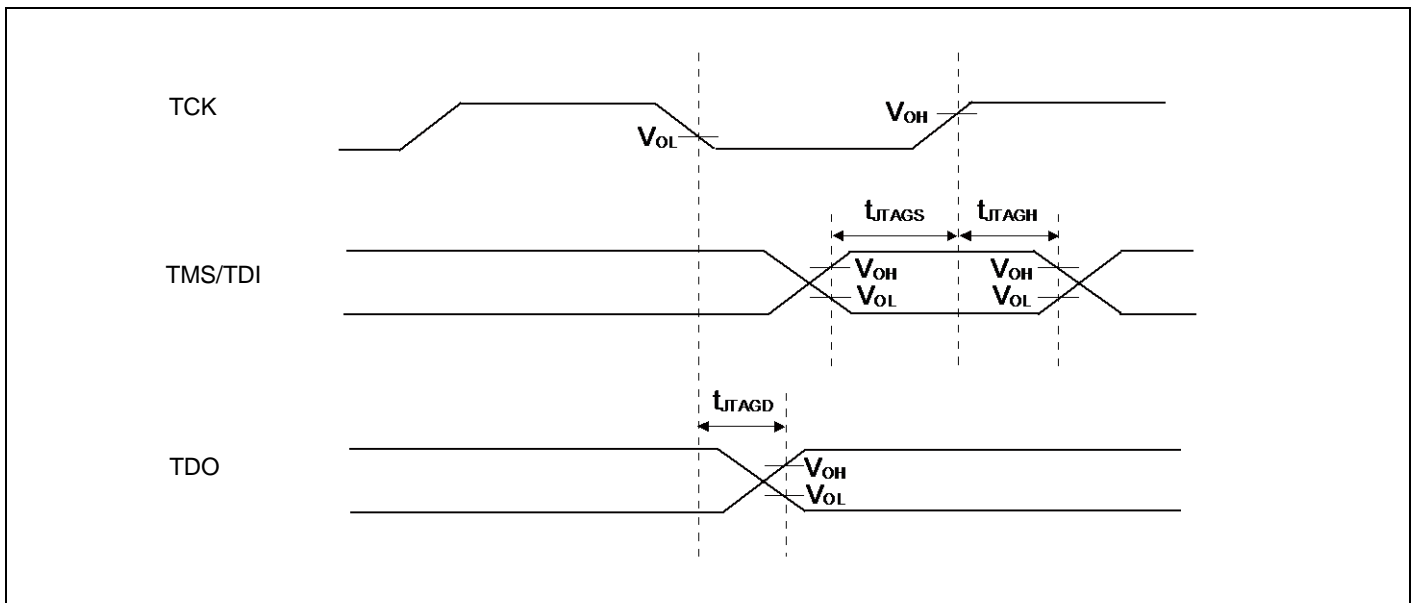 TCK
VOL
VOH
tJTAGS
tJTAGH
TMS/TDI
VOH
VOH
VOL
VOL
tJTAGD
TDO
VOH
VOL